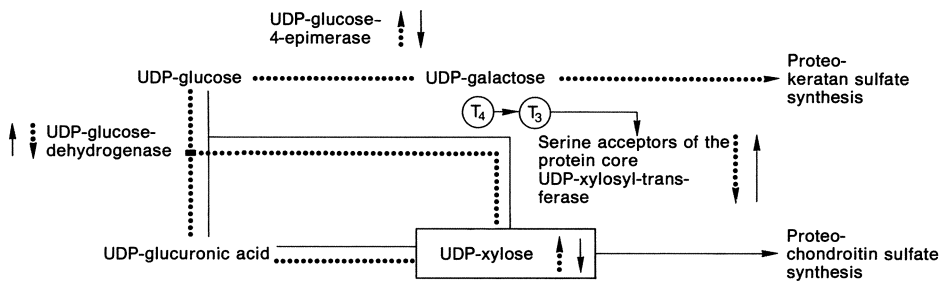 UDP-glucose-
4-epimerase
UDP-glucose
UDP-galactose
Proteo-
keratan sulfate
synthesis
T4
T3
UDP-glucose-
dehydrogenase
Serine acceptors of the
protein core
UDP-xylosyl-trans-
ferase
UDP-glucuronic acid
UDP-xylose
Proteo-
chondroitin sulfate
synthesis